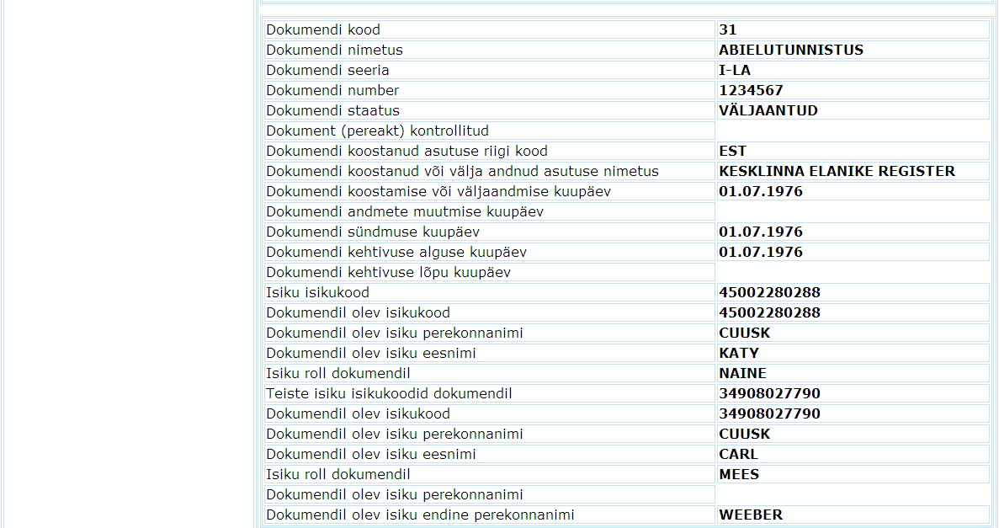 Dokumendi kood 31
Dokumendi nimetus ABIELUTUNNISTUS
Dokumendi seeria I-LA
Dokumendi number 1234567
Dokumendi staatus VÄLJAANTUD
Dokument (pereakt) kontrollitud
Dokumendi koostanud asutuse riigi kood EST
Dokumendi koostanud või välja andnud asutuse nimetus KESKLINNA ELANIKE REGISTER
Dokumendi koostamise või väljaandmise kuupäev 01.07.1976
Dokumendi andmete muutmise kuupäev
Dokumendi sündmuse kuupäev 01.07.1976
Dokumendi kehtivuse alguse kuupäev 01.07.1976
Dokumendi kehtivuse lõpu kuupäev
Isiku isikukood 45002280288
Dokumendil olev isikukood 45002280288
Dokumendil olev isiku perekonnanimi CUUSK
Dokumendil olev isiku eesnimi KATY
Isiku roll dokumendil NAINE
Teiste isiku isikukoodid dokumendil 34908027790
Dokumendil olev isikukood 34908027790
Dokumendil olev isiku perekonnanimi CUUSK
Dokumendil olev isiku eesnimi CARL
Isiku roll dokumendil MEES
Dokumendil olev isiku perekonnanimi
Dokumendil olev isiku endine perekonnanimi WEEBER